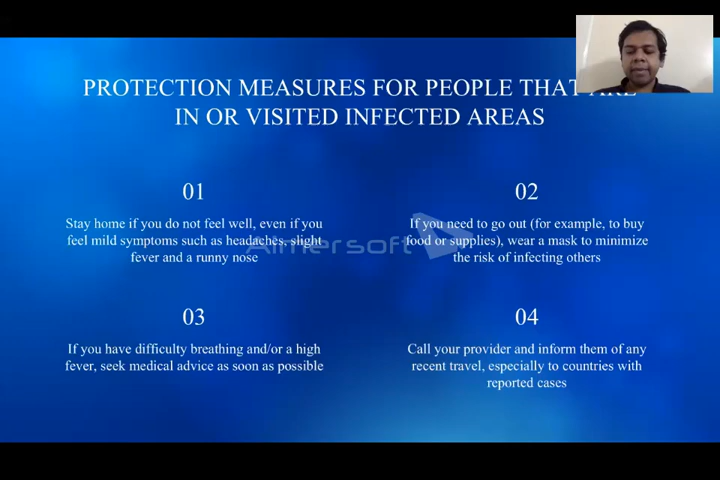 PROTECTION MEASURES FOR PEOPLE THAT ARE
IN OR VISITED INFECTED AREAS
01
Stay home if you do not feel well, even if you
feel mild symptoms such as headaches, slight
fever and a runny nose
02
If you need to go out (for example, to buy
food or supplies), wear a mask to minimize
the risk of infecting others
Aimersoft
03
If you have difficulty breathing and/or a high
fever, seek medical advice as soon as possible
04
Call your provider and inform them of any
recent travel, especially to countries with
reported cases